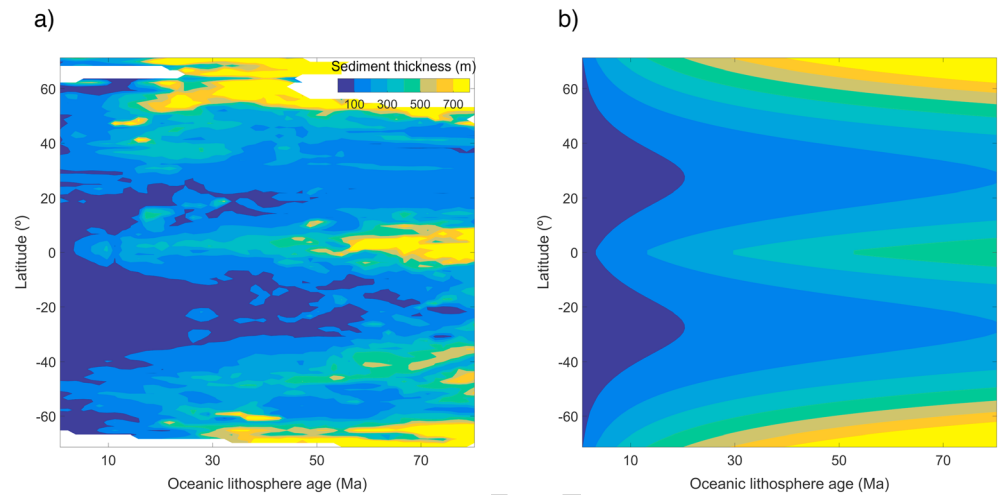 a)
b)
Sediment thickness (m)
100 300 500 700
60
40
20
0
-20
-40
-60
Latitude (º)
10 30 50 70
Oceanic lithosphere age (Ma)
60
40
20
0
-20
-40
-60
Latitude (º)
10 30 50 70
Oceanic lithosphere age (Ma)